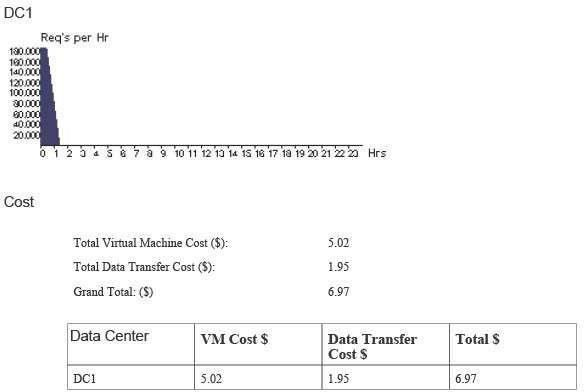 DC1
Req's per Hr
180.000
160.000
140.000
120.000
100.000
80.000
60.000
40.000
20.000
0 1 2 3 4 5 6 7 8 9 10 11 12 13 14 15 16 17 18 19 20 21 22 23 Hrs
Cost
Total Virtual Machine Cost ($): 5.02
Total Data Transfer Cost ($): 1.95
Grand Total: ($) 6.97
Data Center VM Cost $ Data Transfer Total $
Cost $
DC1 5.02 1.95 6.97